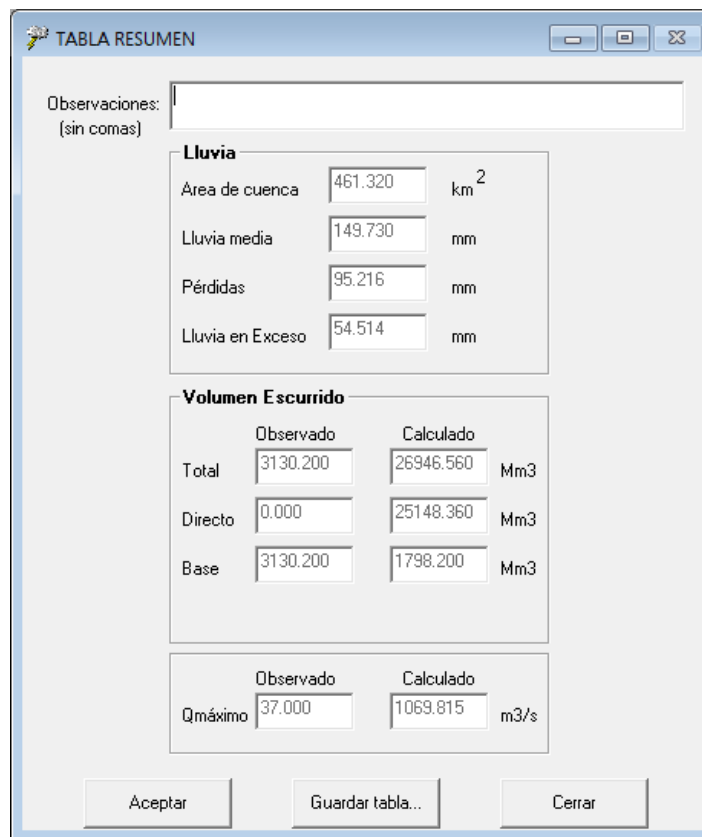 TABLA RESUMEN
Observaciones:
(sin comas)
Lluvia
Area de cuenca 461.320 km2
Lluvia media 149.730 mm
Pérdidas 95.216 mm
Lluvia en Exceso 54.514 mm
Volumen Escurrido
Observado Calculado
Total 3130.200 26946.560 Mm3
Directo 0.000 25148.360 Mm3
Base 3130.200 1798.200 Mm3
Observado Calculado
Qmáximo 37.000 1069.815 m3/s
Aceptar Guardar tabla... Cerrar